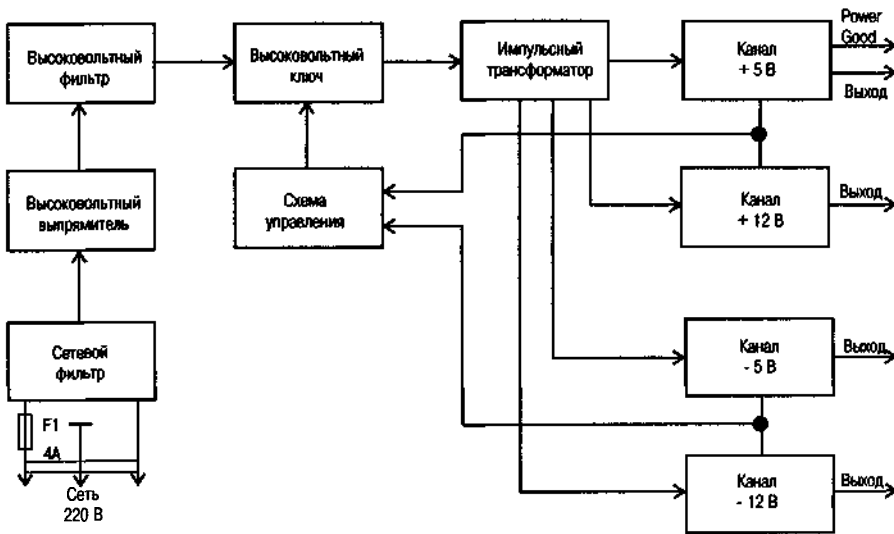 Высоковольтный
фильтр
Высоковольтный
ключ
Импульсный
трансформатор
Канал
+ 5 В
Power
Good
Выход
Высоковольтный
выпрямитель
Схема
управления
Канал
+ 12 В
Выход
Сетевой
фильтр
Канал
- 5 В
Выход
F1
4А
Сеть
220 В
Канал
- 12 В
Выход